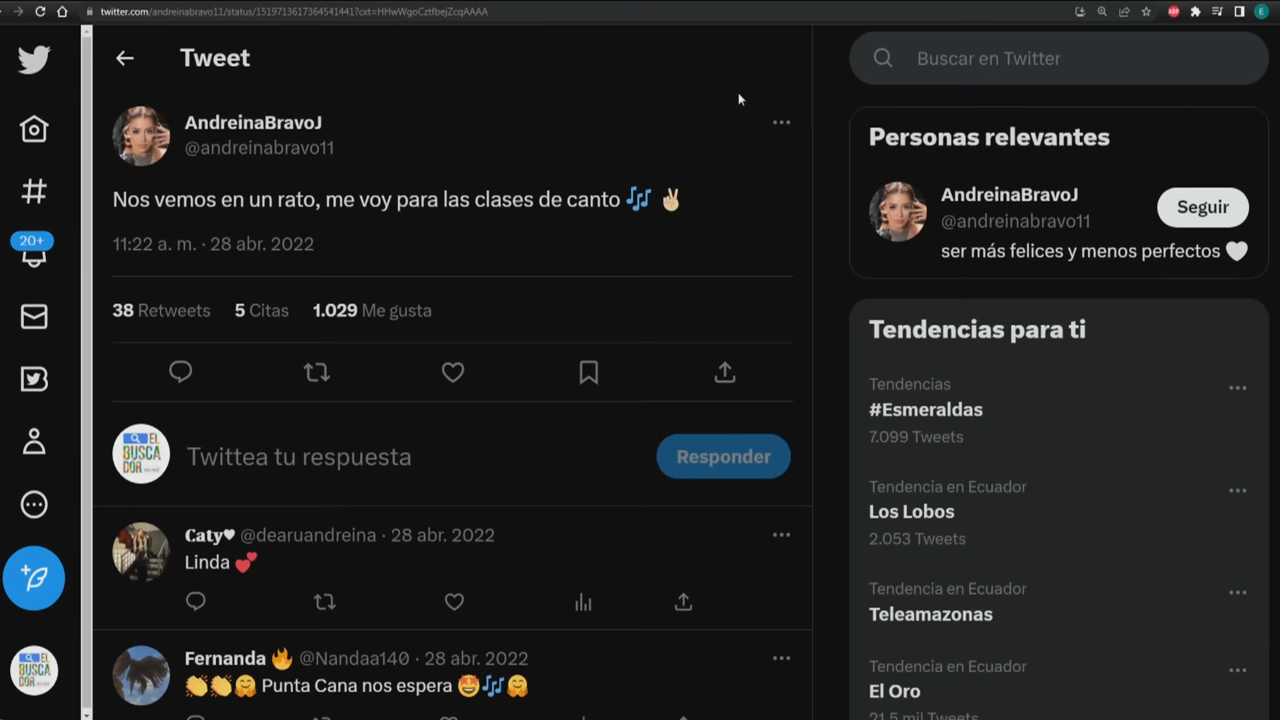 twitter.com/andreinabravo11/status/1519713617364541441?cxt=HHwWgoCztfbejZcqAAAA
Tweet
Buscar en Twitter
AndreinaBravoJ
@andreinabravo11
Nos vemos en un rato, me voy para las clases de canto 🎶 ✌🏼
11:22 a. m. · 28 abr. 2022
38 Retweets 5 Citas 1.029 Me gusta
EL BUSCADOR
Twittea tu respuesta
Responder
Caty♥ @dearuandreina · 28 abr. 2022
Linda 💕
Fernanda 🔥 @Nandaa140 · 28 abr. 2022
👏👏🤗 Punta Cana nos espera 🤩🎶🤗
20+
EL BUSCADOR
Personas relevantes
AndreinaBravoJ
@andreinabravo11
Seguir
ser más felices y menos perfectos 🤍
Tendencias para ti
Tendencias
#Esmeraldas
7.099 Tweets
Tendencia en Ecuador
Los Lobos
2.053 Tweets
Tendencia en Ecuador
Teleamazonas
Tendencia en Ecuador
El Oro
21,5 mil Tweets